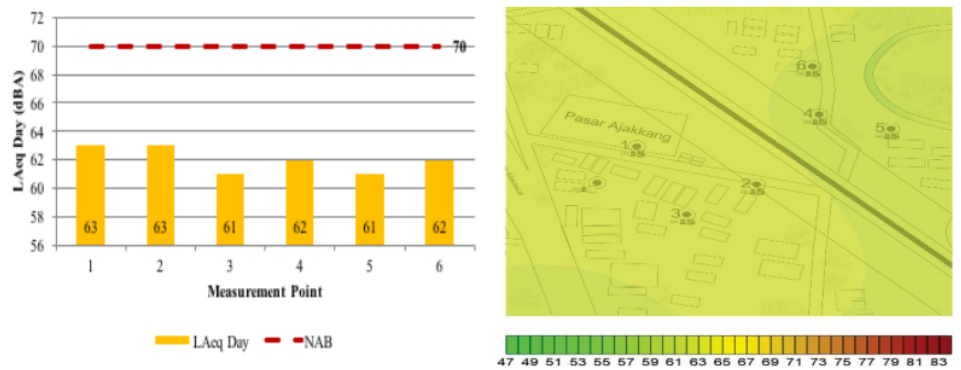 72
70
68
66
64
62
60
58
56
LAeq Day (dBA)
70
63 63 61 62 61 62
1 2 3 4 5 6
Measurement Point
LAeq Day NAB
Pasar Ajakkang
6
4
5
1
2
3
47 49 51 53 55 57 59 61 63 65 67 69 71 73 75 77 79 81 83